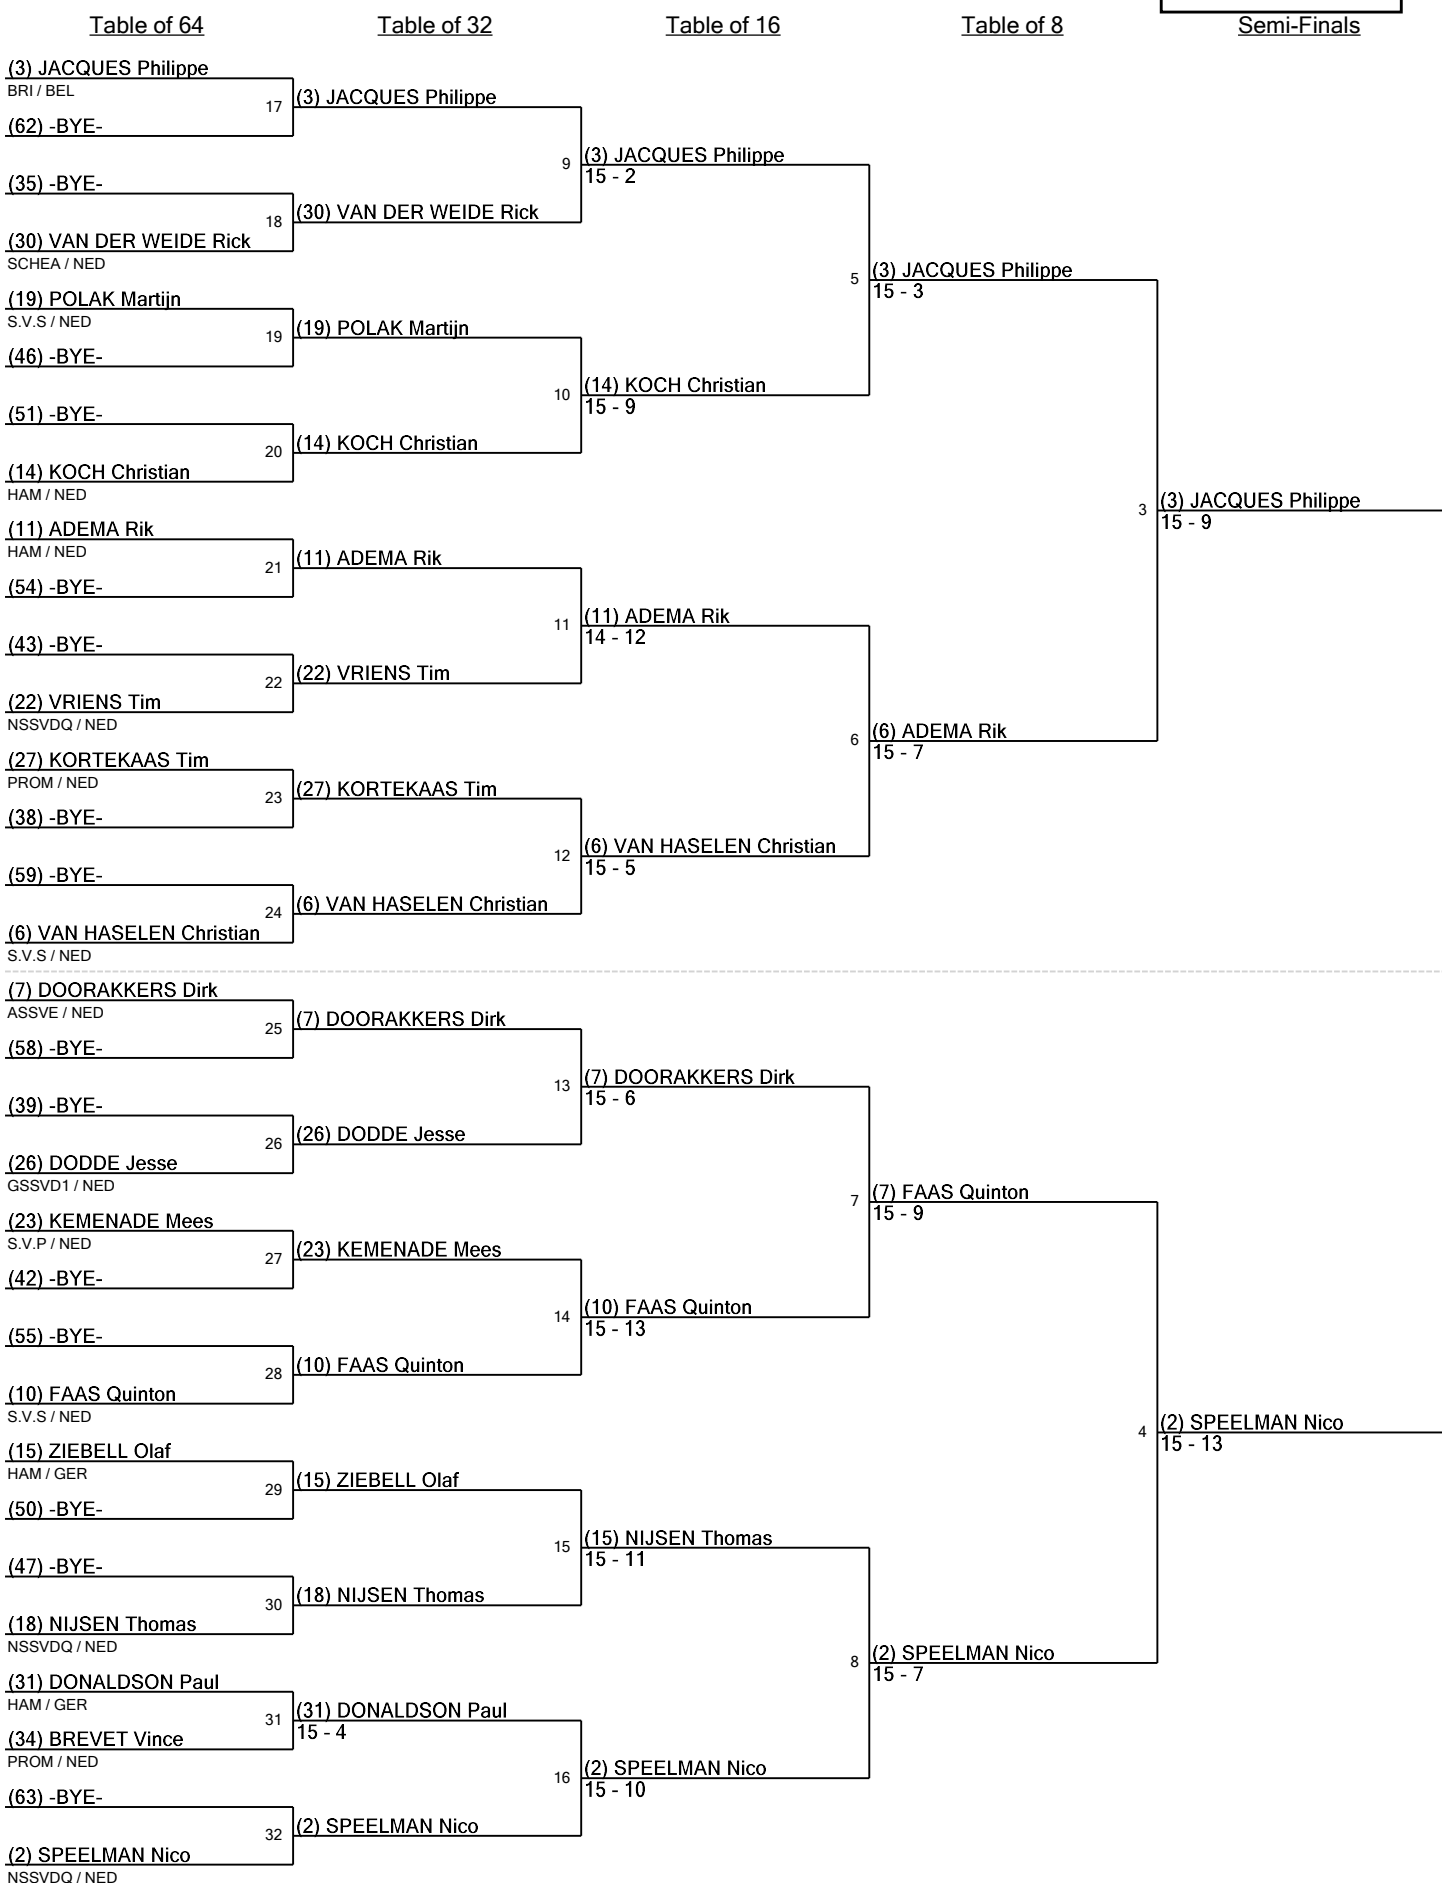 Table of 64
Table of 32
Table of 16
Table of 8
Semi-Finals
(3) JACQUES Philippe
BRI / BEL
17
(62) -BYE-
(35) -BYE-
18
(30) VAN DER WEIDE Rick
SCHEA / NED
(19) POLAK Martijn
S.V.S / NED
19
(46) -BYE-
(51) -BYE-
20
(14) KOCH Christian
HAM / NED
(11) ADEMA Rik
HAM / NED
21
(54) -BYE-
(43) -BYE-
22
(22) VRIENS Tim
NSSVDQ / NED
(27) KORTEKAAS Tim
PROM / NED
23
(38) -BYE-
(59) -BYE-
24
(6) VAN HASELEN Christian
S.V.S / NED
(7) DOORAKKERS Dirk
ASSVE / NED
25
(58) -BYE-
(39) -BYE-
26
(26) DODDE Jesse
GSSVD1 / NED
(23) KEMENADE Mees
S.V.P / NED
27
(42) -BYE-
(55) -BYE-
28
(10) FAAS Quinton
S.V.S / NED
(15) ZIEBELL Olaf
HAM / GER
29
(50) -BYE-
(47) -BYE-
30
(18) NIJSEN Thomas
NSSVDQ / NED
(31) DONALDSON Paul
HAM / GER
31
(34) BREVET Vince
PROM / NED
(63) -BYE-
32
(2) SPEELMAN Nico
NSSVDQ / NED
(3) JACQUES Philippe
9
(30) VAN DER WEIDE Rick
(19) POLAK Martijn
10
(14) KOCH Christian
(11) ADEMA Rik
11
(22) VRIENS Tim
(27) KORTEKAAS Tim
12
(6) VAN HASELEN Christian
(7) DOORAKKERS Dirk
13
(26) DODDE Jesse
(23) KEMENADE Mees
14
(10) FAAS Quinton
(15) ZIEBELL Olaf
15
(18) NIJSEN Thomas
(31) DONALDSON Paul
15 - 4
16
(2) SPEELMAN Nico
(3) JACQUES Philippe
15 - 2
5
(14) KOCH Christian
15 - 9
(11) ADEMA Rik
14 - 12
6
(6) VAN HASELEN Christian
15 - 5
(7) DOORAKKERS Dirk
15 - 6
7
(10) FAAS Quinton
15 - 13
(15) NIJSEN Thomas
15 - 11
8
(2) SPEELMAN Nico
15 - 10
(3) JACQUES Philippe
15 - 3
3
(6) ADEMA Rik
15 - 7
(7) FAAS Quinton
15 - 9
4
(2) SPEELMAN Nico
15 - 7
(3) JACQUES Philippe
15 - 9
(2) SPEELMAN Nico
15 - 13